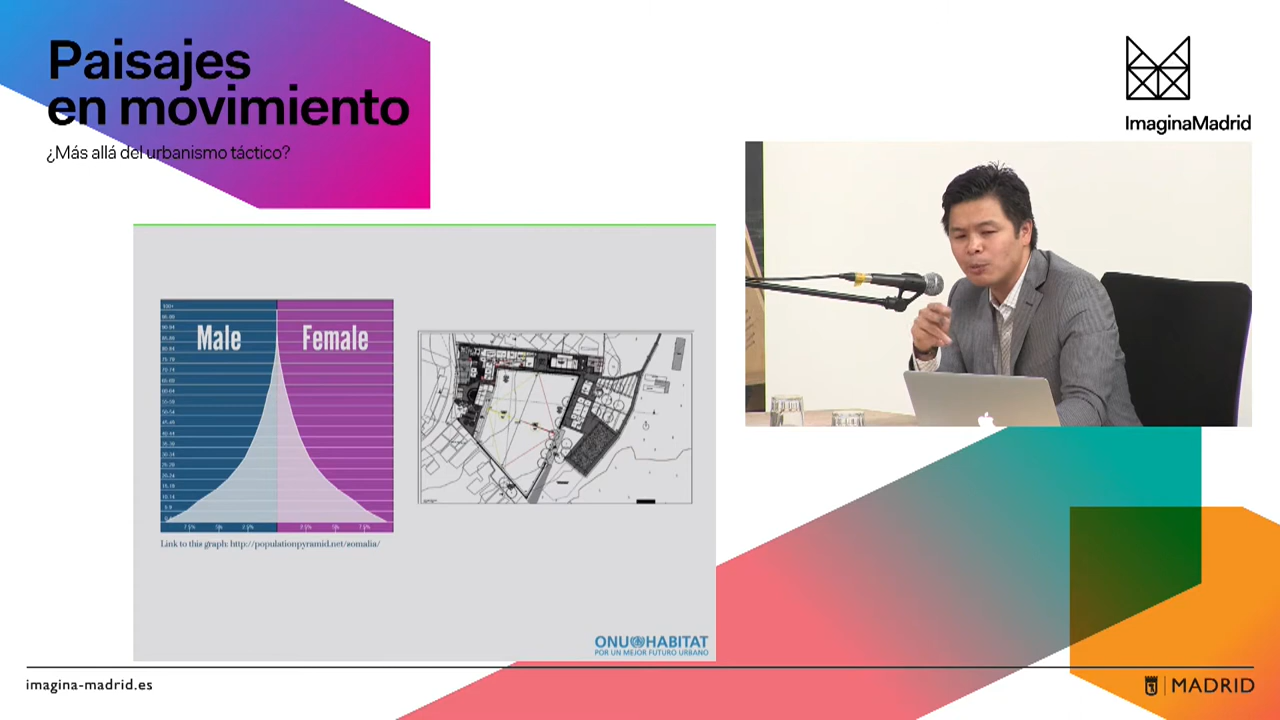 Paisajes
en movimiento
¿Más allá del urbanismo táctico?
ImaginaMadrid
Male
Female
Link to this graph: http://populationpyramid.net/somalia/
ONU HABITAT
POR UN MEJOR FUTURO URBANO
imagina-madrid.es
MADRID